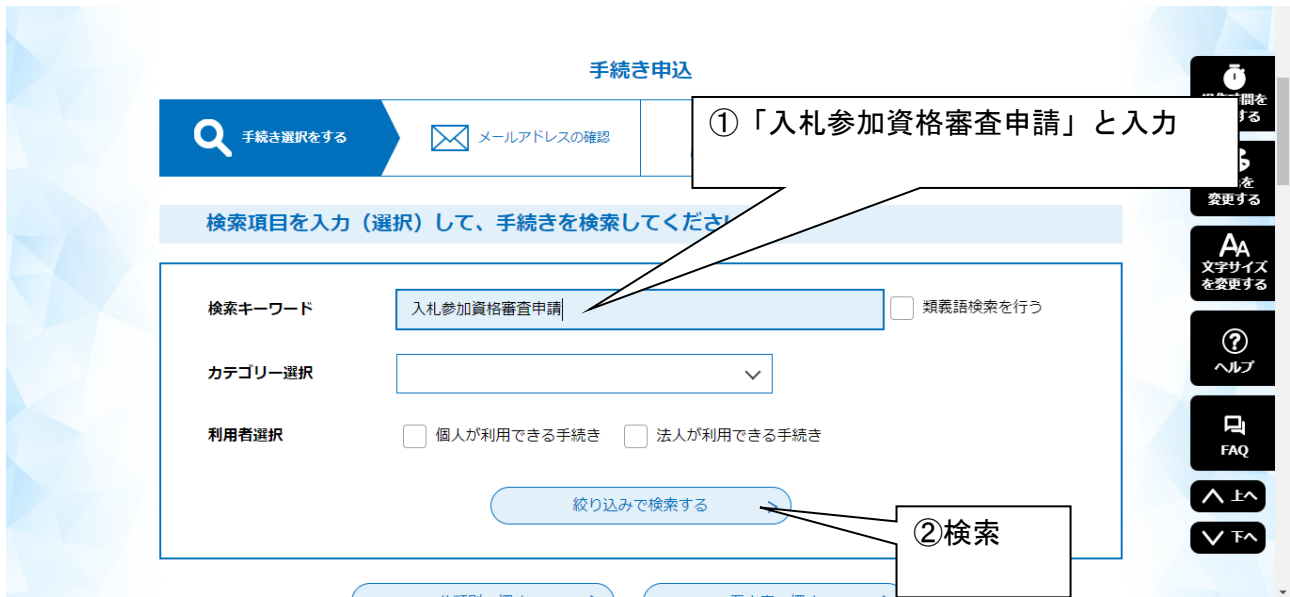 手続き申込
手続き選択をする
メールアドレスの確認
①「入札参加資格審査申請」と入力
検索項目を入力（選択）して、手続きを検索してくださ
検索キーワード
入札参加資格審査申請
類義語検索を行う
カテゴリー選択
利用者選択
個人が利用できる手続き
法人が利用できる手続き
絞り込みで検索する
②検索
間を
する
を
変更する
文字サイズ
を変更する
ヘルプ
FAQ
上へ
下へ